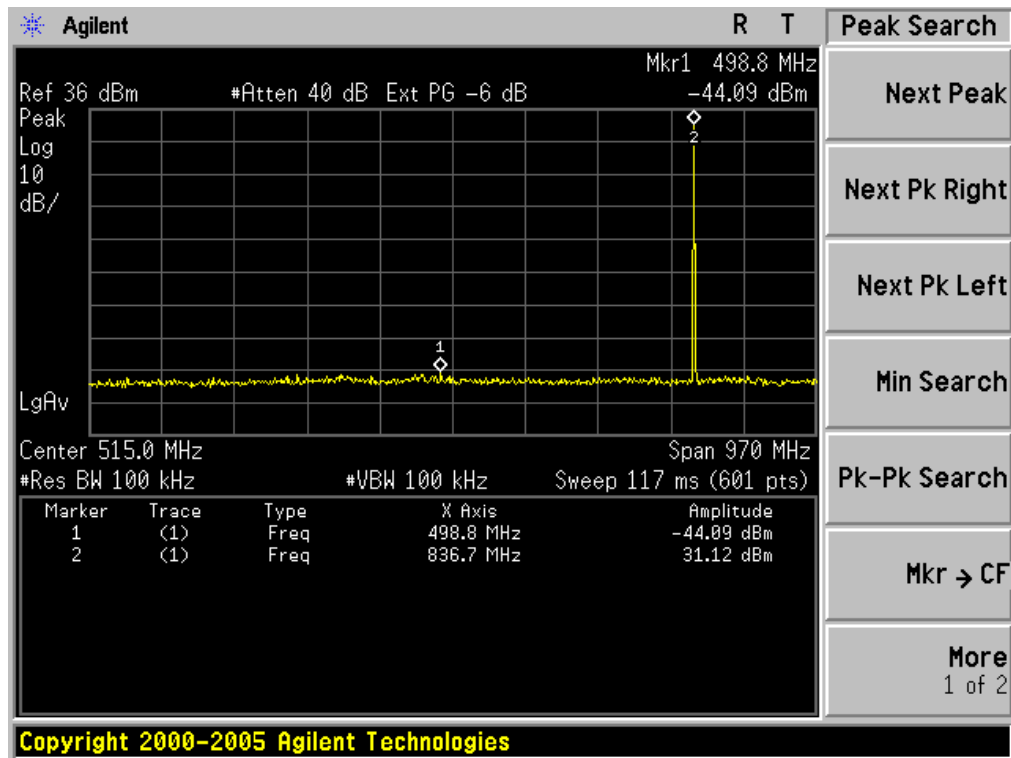 Agilent R T
Mkr1 498.8 MHz
Ref 36 dBm #Atten 40 dB Ext PG -6 dB -44.09 dBm
Peak
Log
10
dB/
2
1
LgAv
Center 515.0 MHz Span 970 MHz
#Res BW 100 kHz #VBW 100 kHz Sweep 117 ms (601 pts)
Marker Trace Type X Axis Amplitude
1 (1) Freq 498.8 MHz -44.09 dBm
2 (1) Freq 836.7 MHz 31.12 dBm
Peak Search
Next Peak
Next Pk Right
Next Pk Left
Min Search
Pk-Pk Search
Mkr → CF
More
1 of 2
Copyright 2000-2005 Agilent Technologies